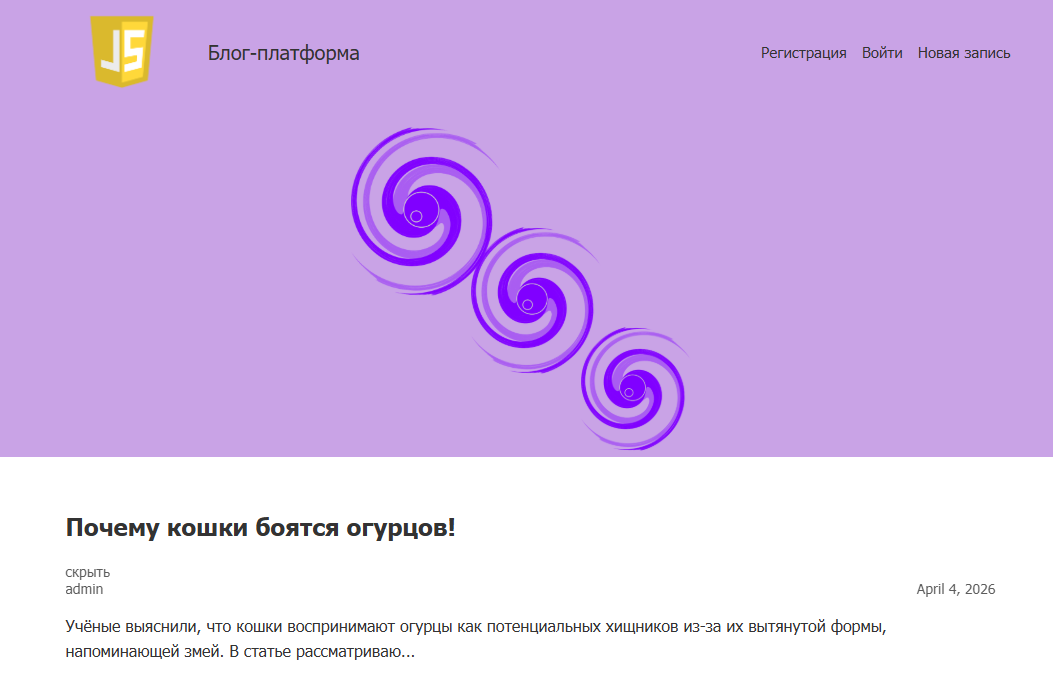 JS
Блог-платформа
Регистрация Войти Новая запись
Почему кошки боятся огурцов!
скрыть
admin
April 4, 2026
Учёные выяснили, что кошки воспринимают огурцы как потенциальных хищников из-за их вытянутой формы,
напоминающей змей. В статье рассматриваю...